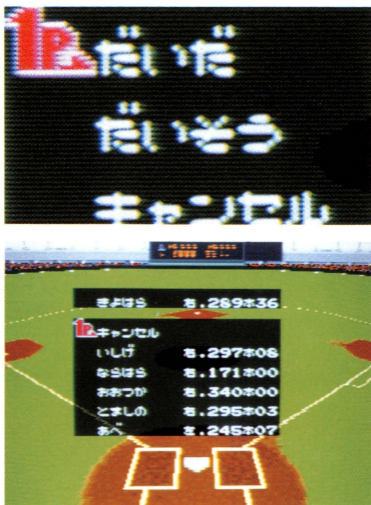 1P
だいだ
だいそう
キャンセル
きよはら 右.289本36
1P
キャンセル
いしげ 右.297本08
ならはら 右.171本00
おおつか 右.340本00
とましの 右.295本03
あべ 左.245本07